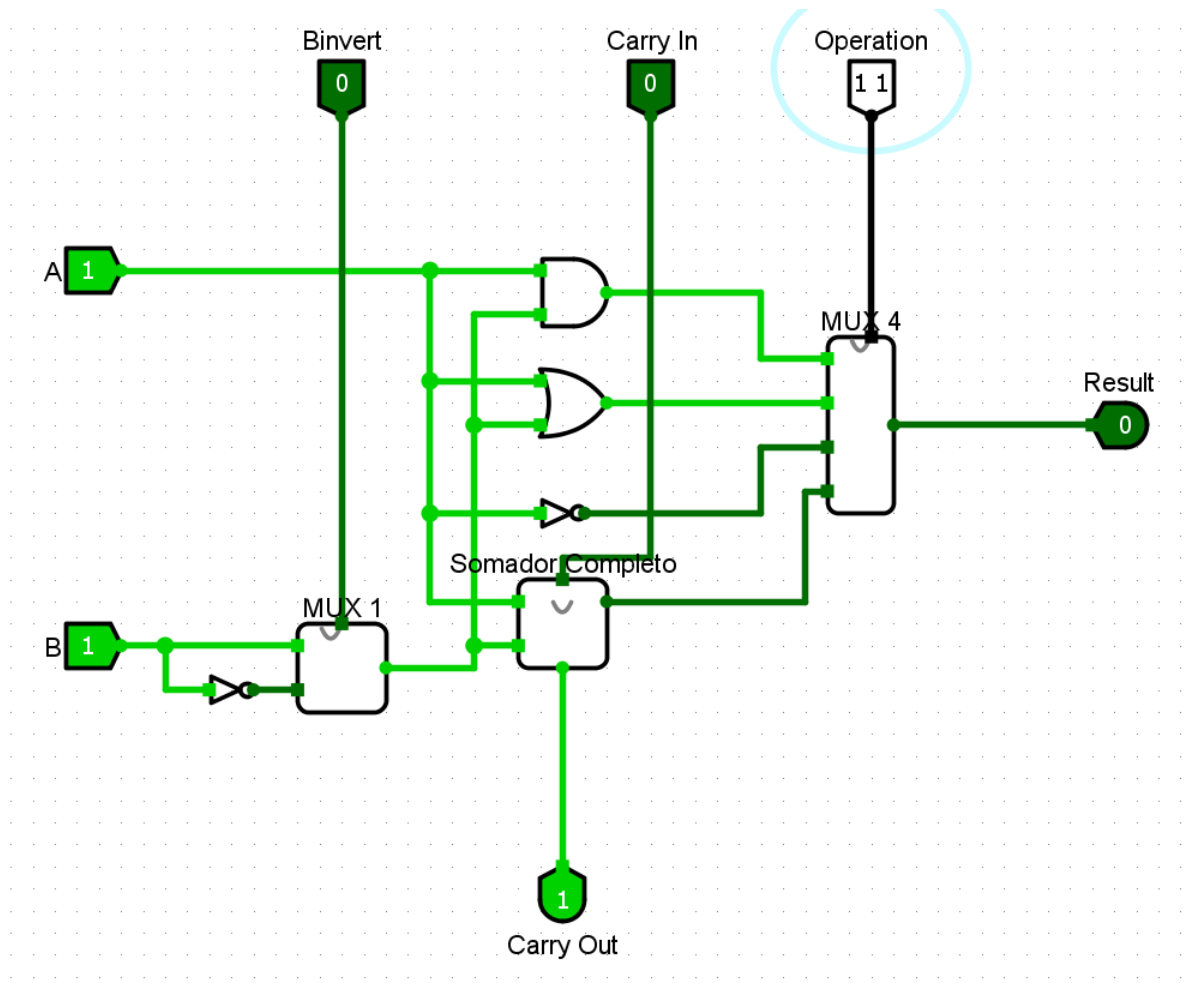 Binvert
Carry In
Operation
0
0
1 1
A
1
MUX 4
Result
0
Somador Completo
MUX 1
B
1
1
Carry Out